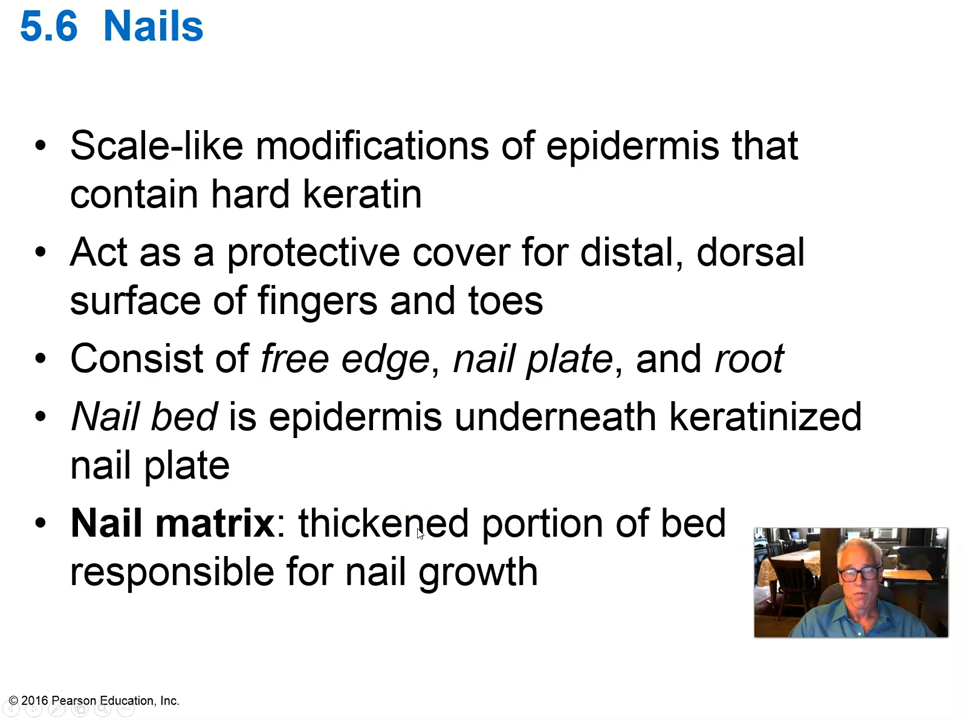 5.6 Nails
• Scale-like modifications of epidermis that
contain hard keratin
• Act as a protective cover for distal, dorsal
surface of fingers and toes
• Consist of free edge, nail plate, and root
• Nail bed is epidermis underneath keratinized
nail plate
• Nail matrix: thickened portion of bed
responsible for nail growth
© 2016 Pearson Education, Inc.